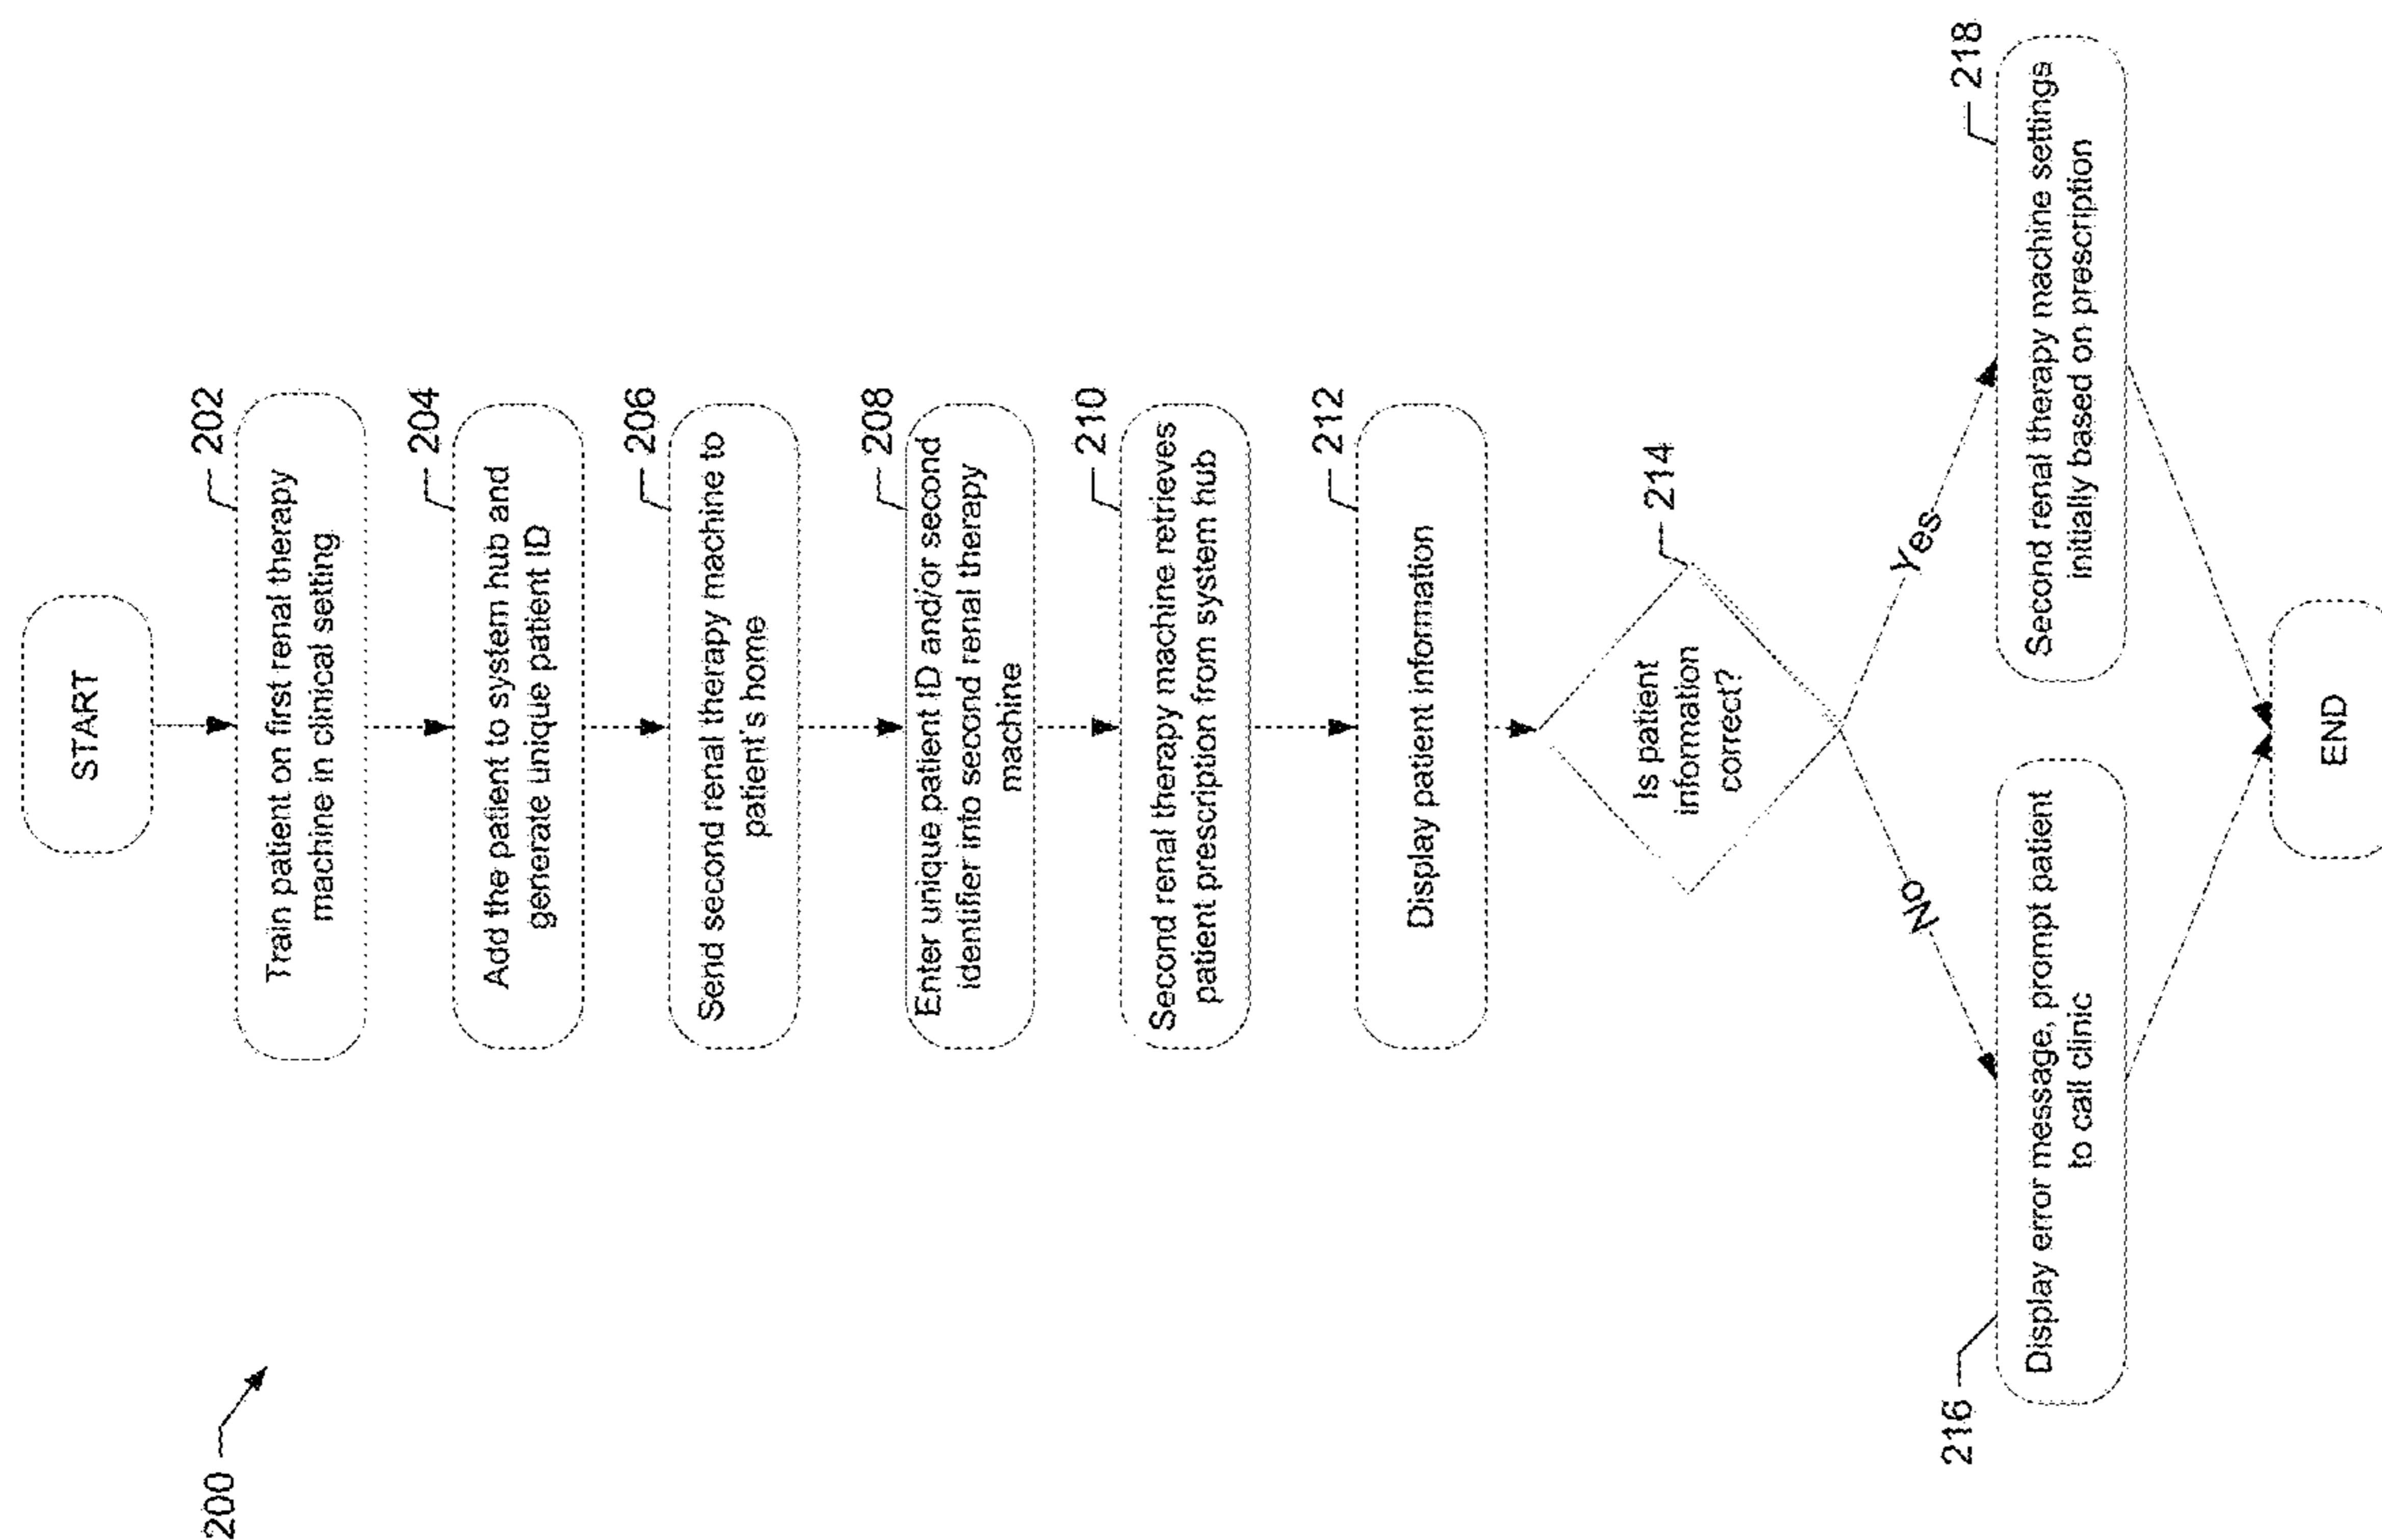 200
START
202
Train patient on first renal therapy
machine in clinical setting
204
Add the patient to system hub and
generate unique patient ID
206
Send second renal therapy machine to
patient's home
208
Enter unique patient ID and/or second
identifier into second renal therapy
machine
210
Second renal therapy machine retrieves
patient prescription from system hub
212
Display patient information
214
Is patient
information
correct?
No
Yes
216
Display error message, prompt patient
to call clinic
218
Second renal therapy machine settings
initially based on prescription
END